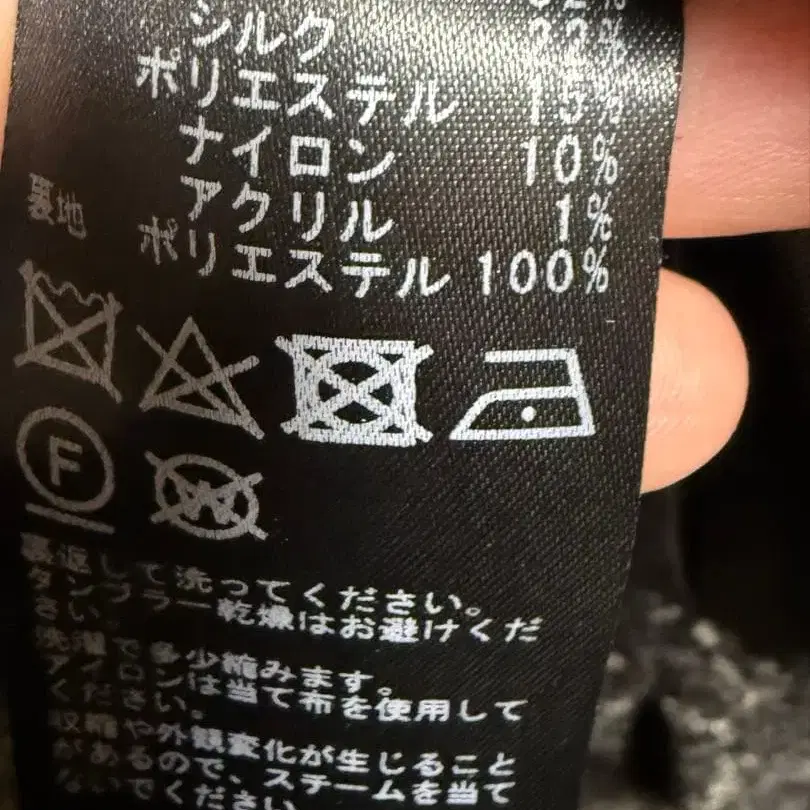 シルク 22%
ポリエステル 15%
ナイロン 10%
アクリル 1%
裏地 ポリエステル 100%
F W
裏返して洗ってください。
タンブラー乾燥はお避けくだ
さい。
洗濯で多少縮みます。
アイロンは当て布を使用して
ください。
収縮や外観変化が生じること
があるので、スチームを当て
ないでください。